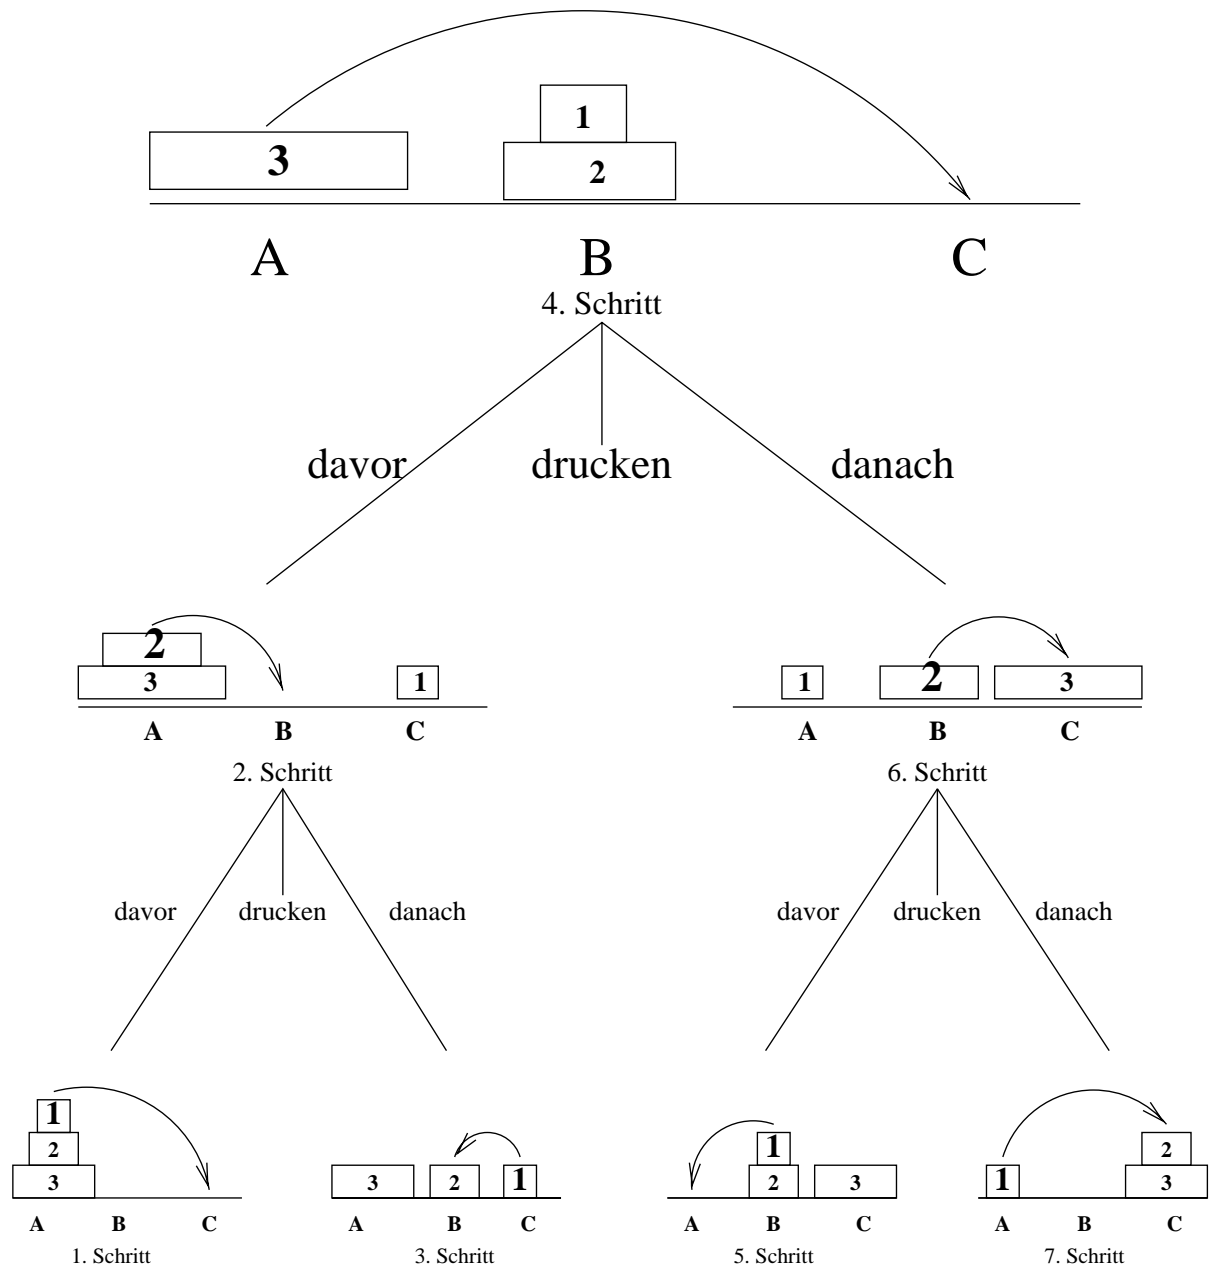 1
3
2
A B C
4. Schritt
davor drucken danach
2
3 1
A B C
1 2 3
A B C
2. Schritt
6. Schritt
davor drucken danach
davor drucken danach
1
2
3
A B C
1. Schritt
3 2 1
A B C
3. Schritt
1
2 3
A B C
5. Schritt
2
1 3
A B C
7. Schritt